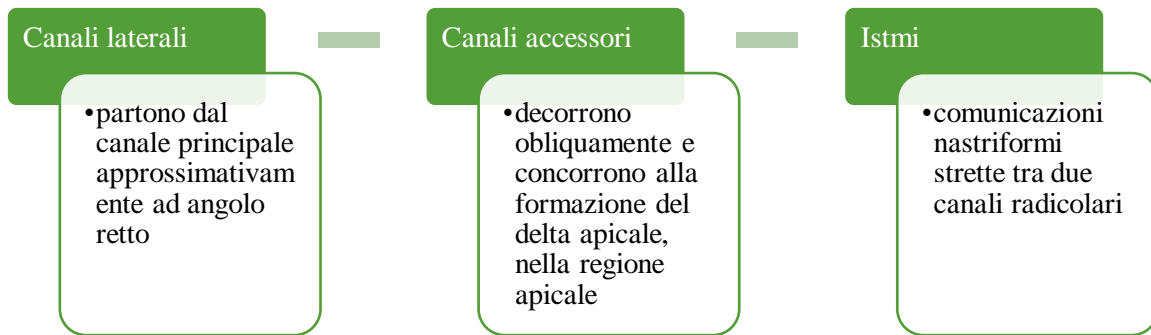 Canali laterali
•partono dal
canale principale
approssimativam
ente ad angolo
retto
Canali accessori
•decorrono
obliquamente e
concorrono alla
formazione del
delta apicale,
nella regione
apicale
Istmi
•comunicazioni
nastriformi
strette tra due
canali radicolari